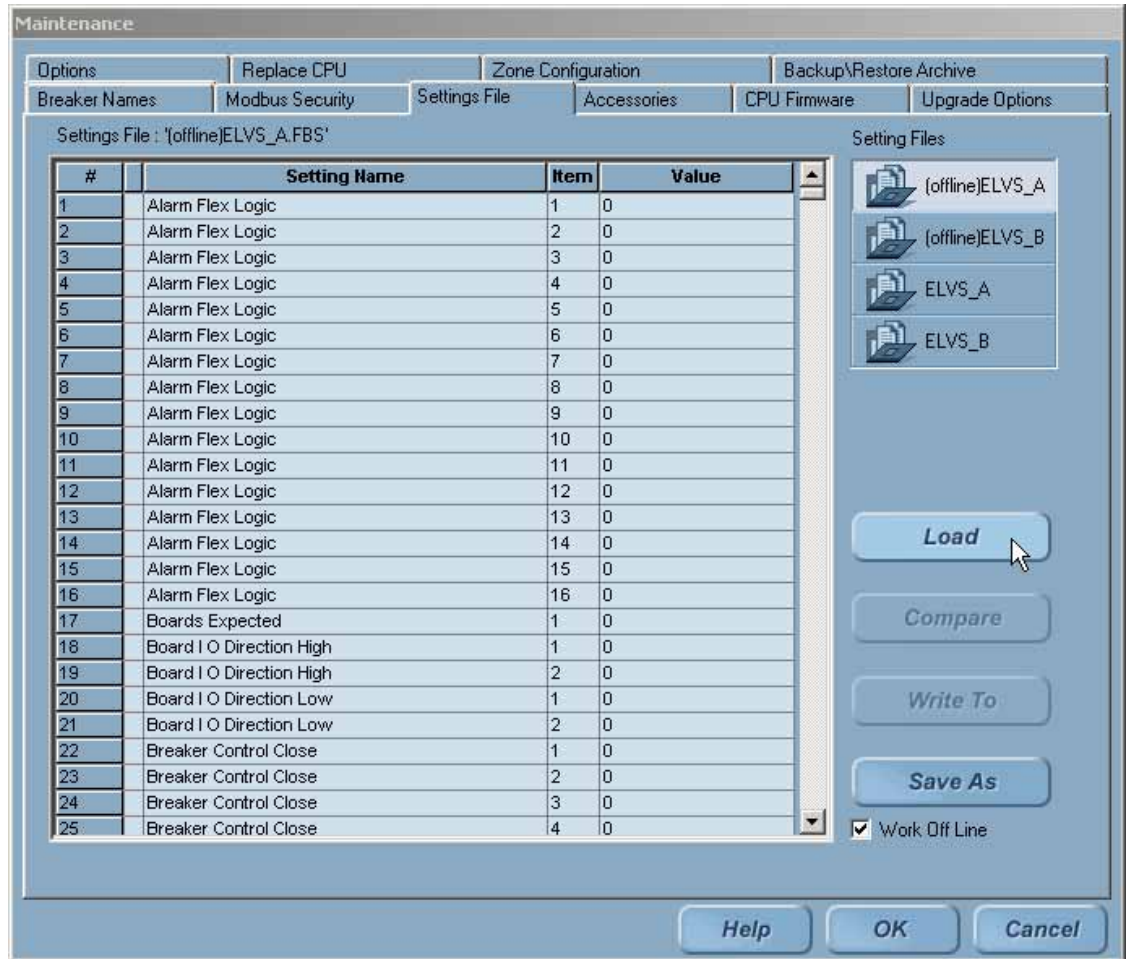 Maintenance
Options Replace CPU Zone Configuration Backup\Restore Archive
Breaker Names Modbus Security Settings File Accessories CPU Firmware Upgrade Options
Settings File : '(offline)ELVS_A.FBS'
Setting Files
# Setting Name Item Value
1 Alarm Flex Logic 1 0
2 Alarm Flex Logic 2 0
3 Alarm Flex Logic 3 0
4 Alarm Flex Logic 4 0
5 Alarm Flex Logic 5 0
6 Alarm Flex Logic 6 0
7 Alarm Flex Logic 7 0
8 Alarm Flex Logic 8 0
9 Alarm Flex Logic 9 0
10 Alarm Flex Logic 10 0
11 Alarm Flex Logic 11 0
12 Alarm Flex Logic 12 0
13 Alarm Flex Logic 13 0
14 Alarm Flex Logic 14 0
15 Alarm Flex Logic 15 0
16 Alarm Flex Logic 16 0
17 Boards Expected 1 0
18 Board I O Direction High 1 0
19 Board I O Direction High 2 0
20 Board I O Direction Low 1 0
21 Board I O Direction Low 2 0
22 Breaker Control Close 1 0
23 Breaker Control Close 2 0
24 Breaker Control Close 3 0
25 Breaker Control Close 4 0
(offline)ELVS_A
(offline)ELVS_B
ELVS_A
ELVS_B
Load
Compare
Write To
Save As
Work Off Line
Help OK Cancel